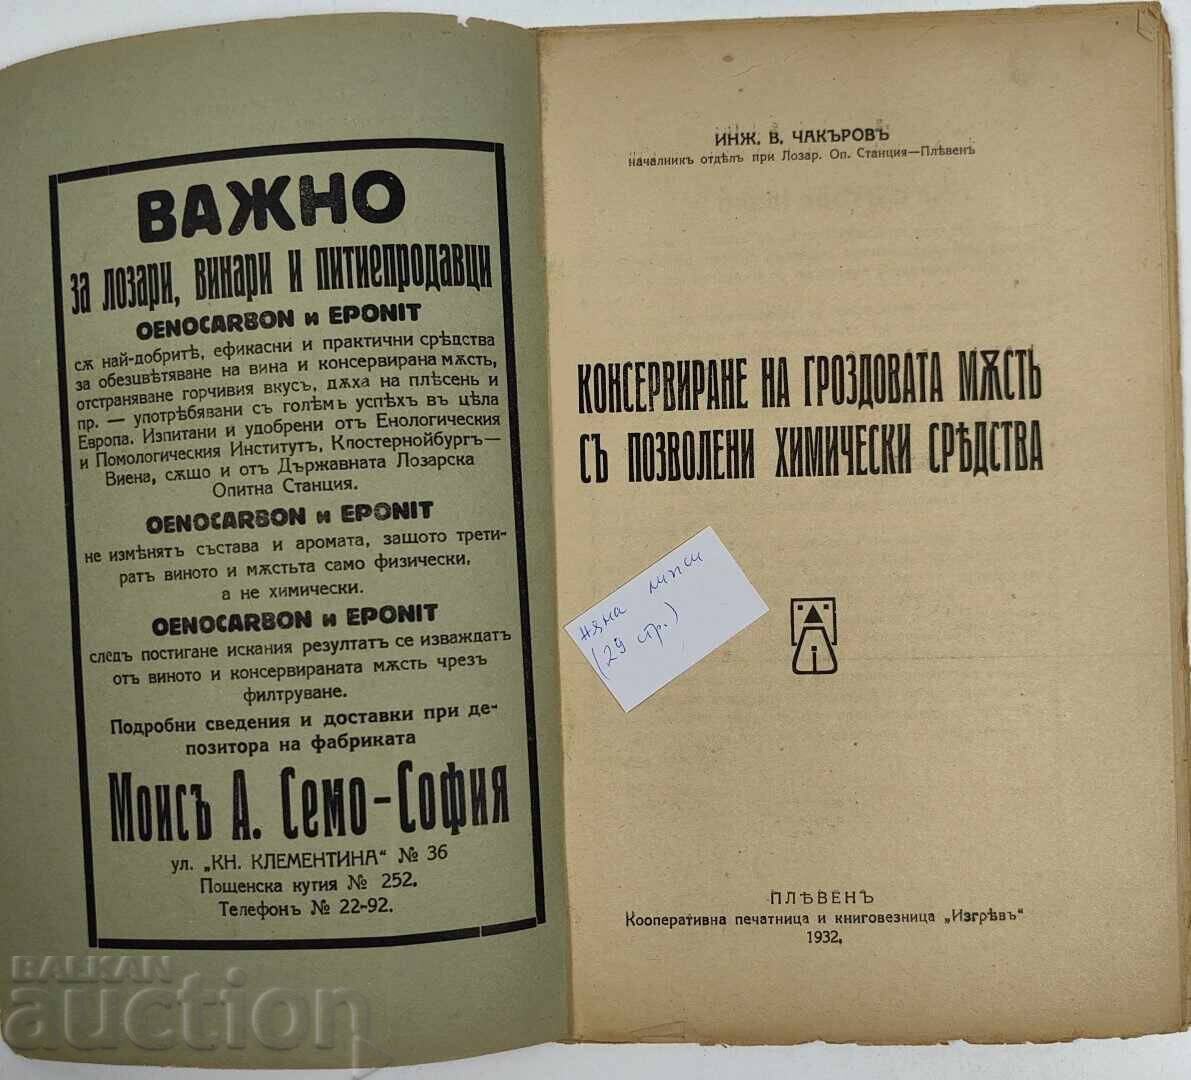 ВАЖНО
за лозари, винари и питиепродавци
OENOCARBON и EPONIT
сѫ най-добритѣ, ефикасни и практични срѣдства
за обезцвѣтяване на вина и консервирана мѫсть,
отстраняване горчивия вкусъ, дѫха на плѣсень и
пр. — употрѣбявани съ голѣмъ успѣхъ въ цѣла
Европа. Изпитани и удобрени отъ Енологическия
и Помологическия Институтъ, Клостернойбургъ—
Виена, сѫщо и отъ Държавната Лозарска
Опитна Станция.
OENOCARBON и EPONIT
не измѣнятъ състава и аромата, защото трети-
ратъ виното и мѫстьта само физически,
а не химически.
OENOCARBON и EPONIT
следъ постигане искания резултатъ се изваждатъ
отъ виното и консервираната мѫсть чрезъ
филтруване.
Подробни сведения и доставки при де-
позитора на фабриката
Моисъ А. Семо-София
ул. „КН. КЛЕМЕНТИНА“ № 36
Пощенска кутия № 252.
Телефонъ № 22-92.
ИНЖ. В. ЧАКЪРОВЪ
началникъ отдѣлъ при Лозар. Оп. Станция—Плѣвенъ
КОНСЕРВИРАНЕ НА ГРОЗДОВАТА МѪСТЬ
СЪ ПОЗВОЛЕНИ ХИМИЧЕСКИ СРѢДСТВА
няма липси
(29 стр.)
ПЛѢВЕНЪ
Кооперативна печатница и книговезница „Изгрѣвъ“
1932.
BALKAN
auction